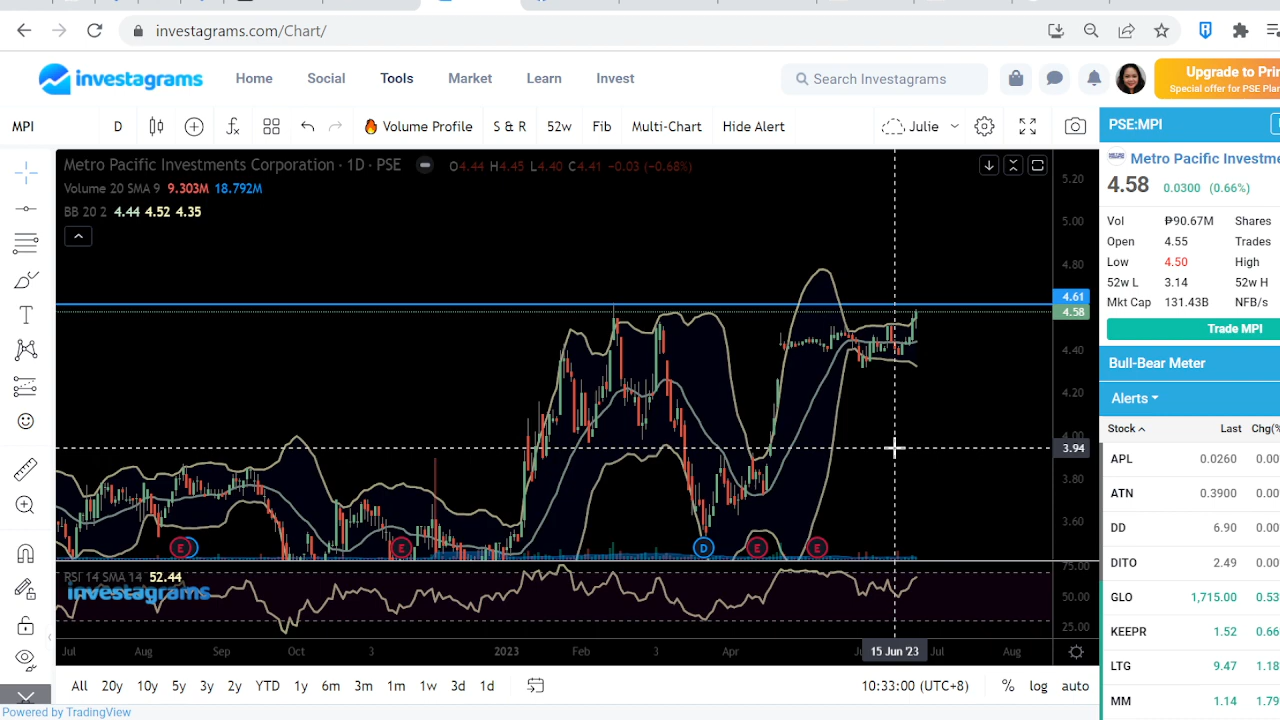 investagrams.com/Chart/
investagrams Home Social Tools Market Learn Invest Search Investagrams
Upgrade to Pri
Special offer for PSE Pla
MPI D Volume Profile S & R 52w Fib Multi-Chart Hide Alert Julie
PSE:MPI
Metro Pacific Investments Corporation · 1D · PSE O4.44 H4.45 L4.40 C4.41 −0.03 (−0.68%)
Volume 20 SMA 9 9.303M 18.792M
BB 20 2 4.44 4.52 4.35
5.20
5.00
4.80
4.61
4.58
4.40
4.20
4.00
3.94
3.80
3.60
E E D E E
RSI 14 SMA 14 52.44
investagrams
75.00
50.00
25.00
Jul Aug Sep Oct 3 2023 Feb 3 Apr 15 Jun '23 Jul Aug
All 20y 10y 5y 3y 2y YTD 1y 6m 3m 1m 1w 3d 1d 10:33:00 (UTC+8) % log auto
Powered by TradingView
Metro Pacific Investme
4.58 0.0300 (0.66%)
Vol ₱90.67M Shares
Open 4.55 Trades
Low 4.50 High
52w L 3.14 52w H
Mkt Cap 131.43B NFB/s
Trade MPI
Bull-Bear Meter
Alerts
Stock Last Chg(%
APL 0.0260 0.00
ATN 0.3900 0.00
DD 6.90 0.00
DITO 2.49 0.00
GLO 1,715.00 0.53
KEEPR 1.52 0.66
LTG 9.47 1.18
MM 1.14 1.79